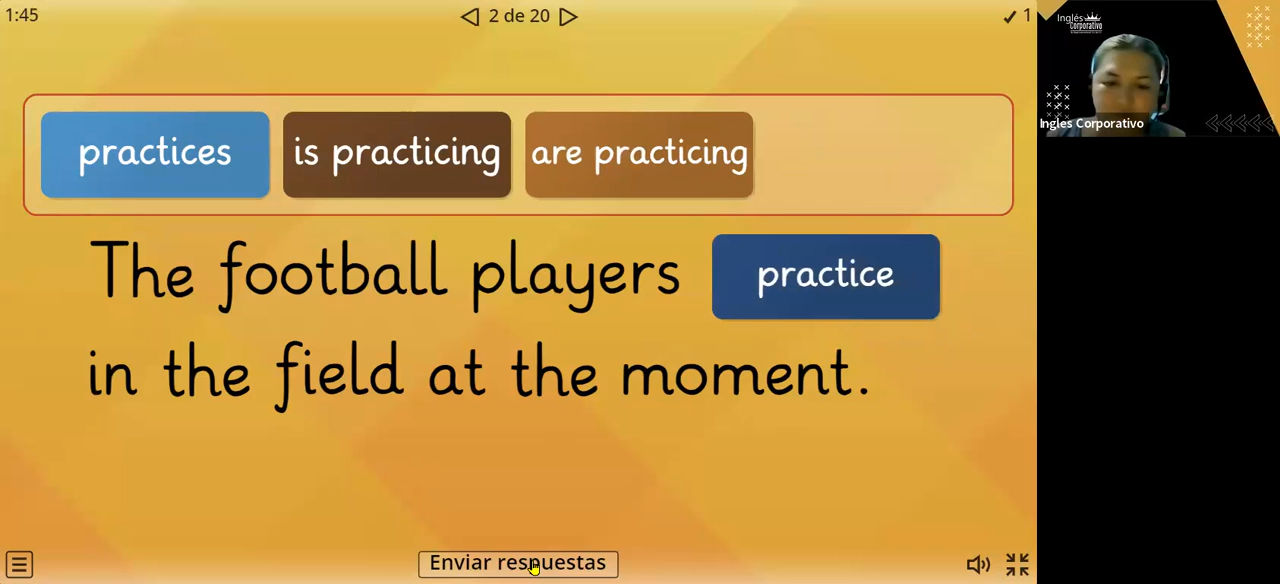 1:45
2 de 20
✓ 1
practices
is practicing
are practicing
The football players practice
in the field at the moment.
Enviar respuestas
Inglés
Corporativo
Ingles Corporativo